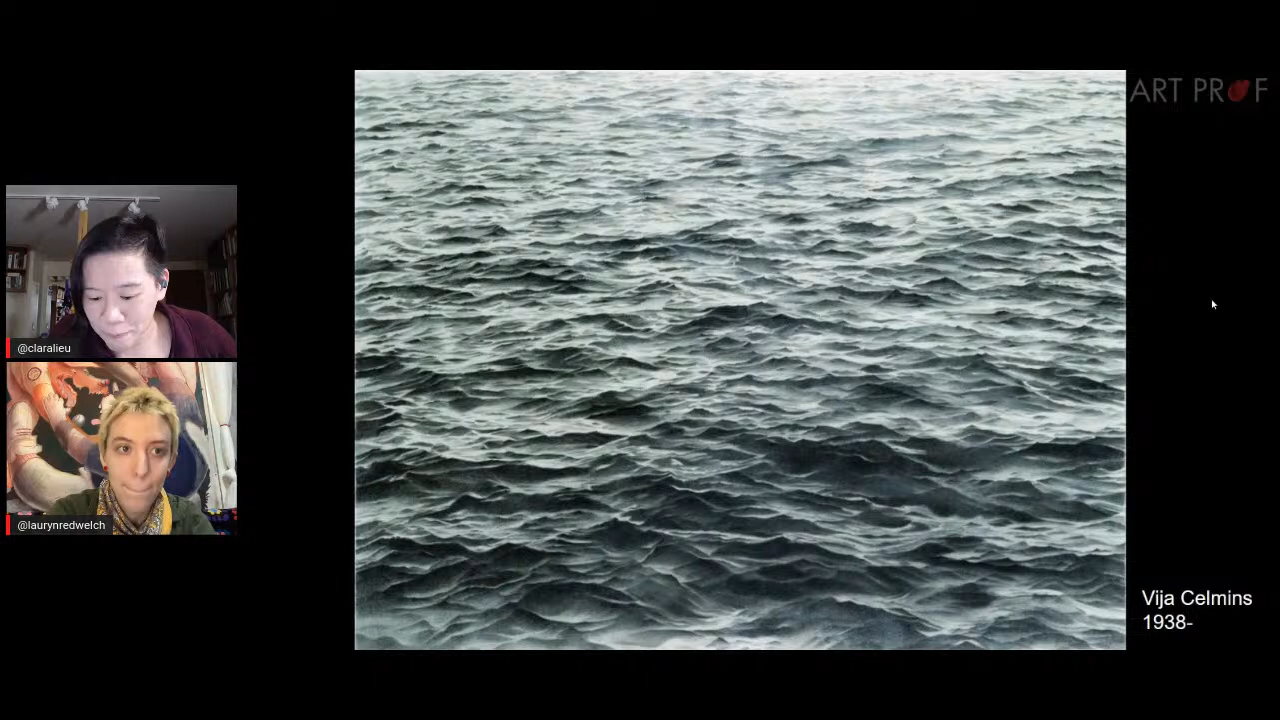 ART PROF
@claralieu
@laurynredwelch
Vija Celmins
1938-